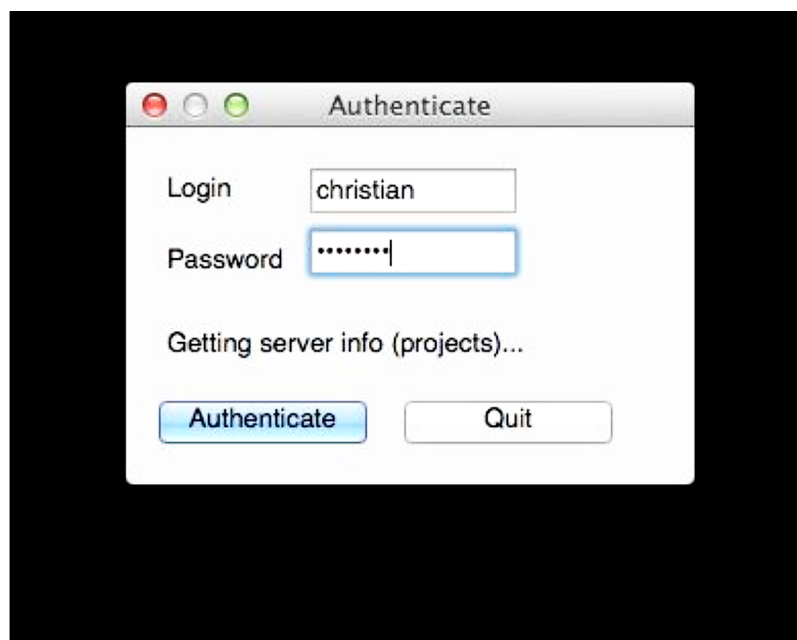 Authenticate
Login christian
Password ••••••••
Getting server info (projects)...
Authenticate Quit